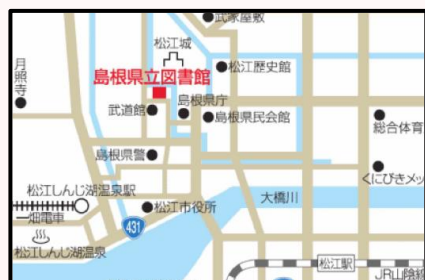 武家屋敷
松江城
月照寺
松江歴史館
島根県立図書館
島根県庁
武道館
島根県民会館
総合体育
島根県警
くにびきメッ
松江しんじ湖温泉駅
大橋川
一畑電車
松江市役所
431
松江しんじ湖温泉
松江駅
JR山陰線